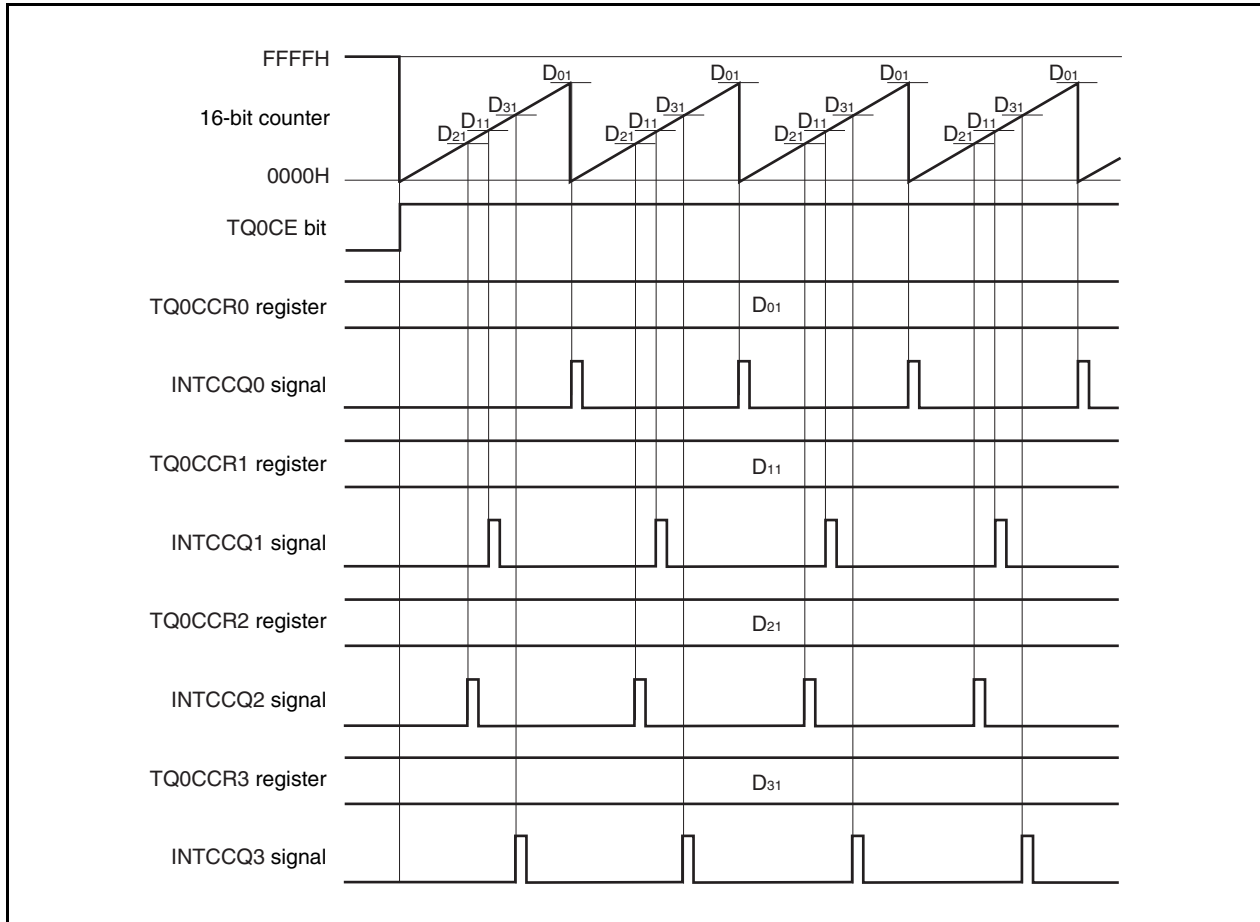 FFFFH
D01 D01 D01 D01
16-bit counter
D31 D31 D31 D31
D11 D11 D11 D11
D21 D21 D21 D21
0000H
TQ0CE bit
TQ0CCR0 register
D01
INTCCQ0 signal
TQ0CCR1 register
D11
INTCCQ1 signal
TQ0CCR2 register
D21
INTCCQ2 signal
TQ0CCR3 register
D31
INTCCQ3 signal